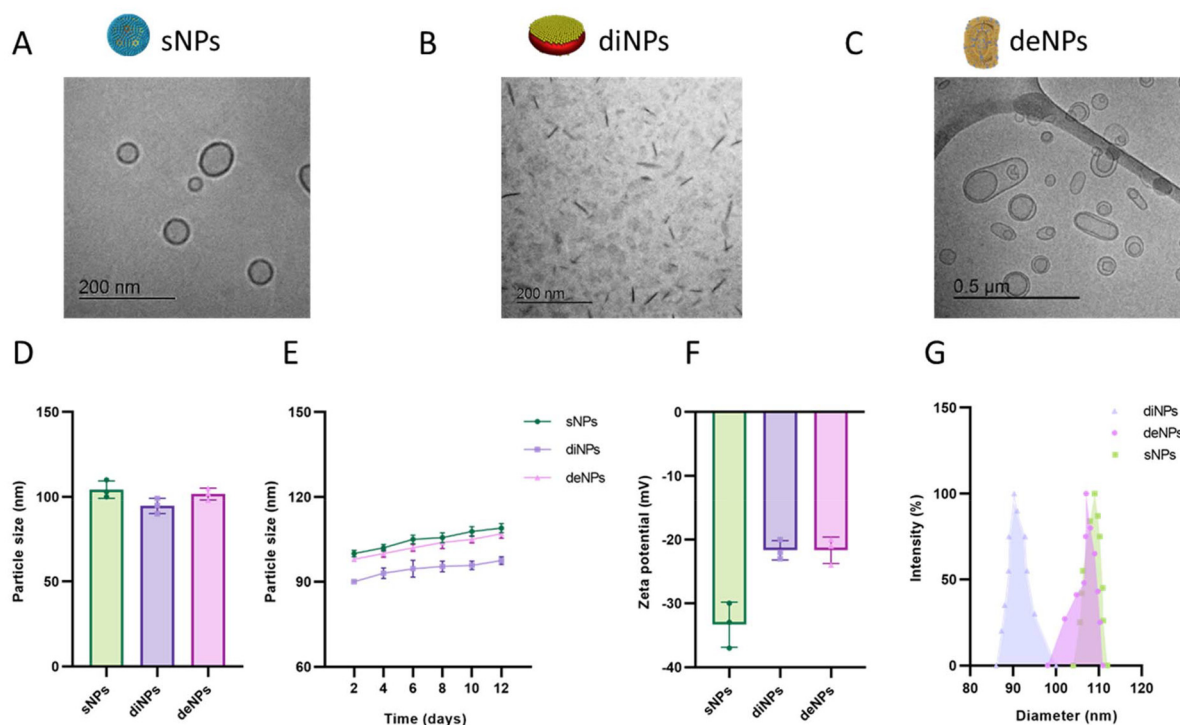 A sNPs
B diNPs
C deNPs
200 nm
200 nm
0.5 µm
D
Particle size (nm)
150
100
50
0
sNPs
diNPs
deNPs
E
Particle size (nm)
150
120
90
60
2 4 6 8 10 12
Time (days)
sNPs
diNPs
deNPs
F
Zeta potential (mV)
0
-10
-20
-30
-40
sNPs
diNPs
deNPs
G
Intensity (%)
150
100
50
0
80 90 100 110 120
Diameter (nm)
diNPs
deNPs
sNPs